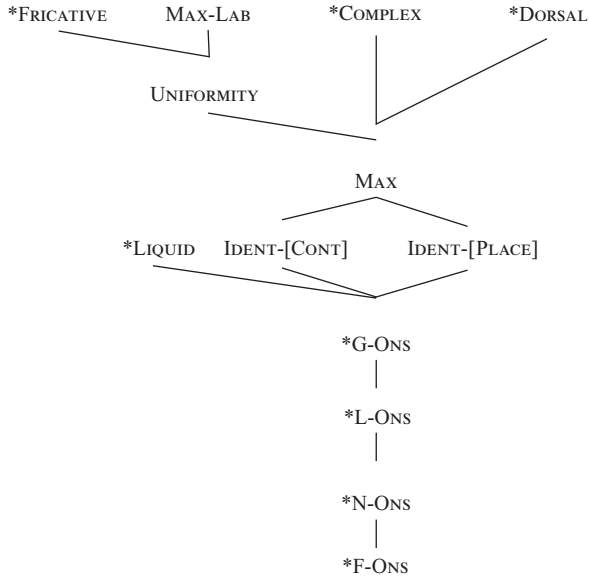 *FRICATIVE MAX-LAB *COMPLEX *DORSAL
UNIFORMITY
MAX
*LIQUID IDENT-[CONT] IDENT-[PLACE]
*G-ONS
*L-ONS
*N-ONS
*F-ONS